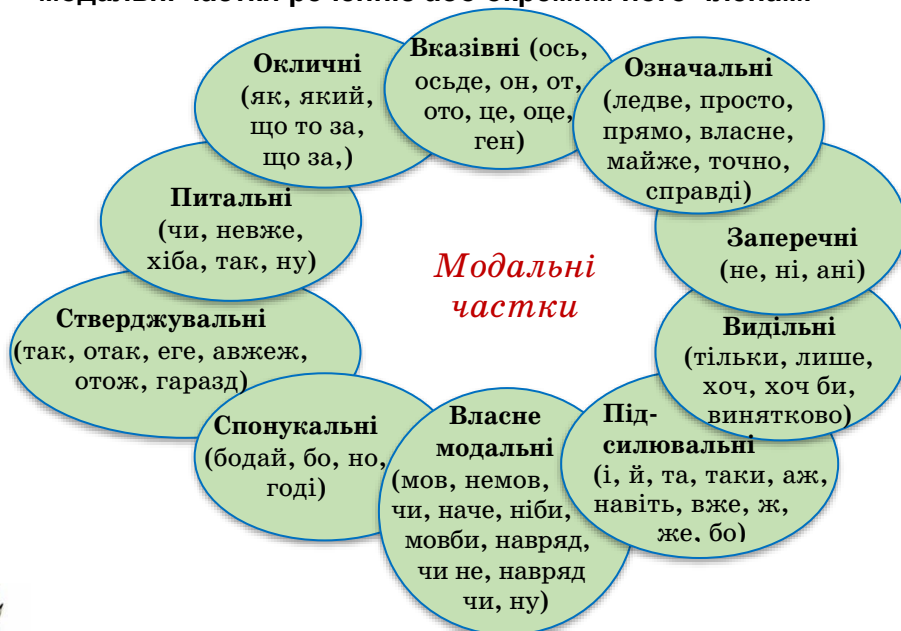 Вказівні (ось,
осьде, он, от,
ото, це, оце,
ген)
Означальні
(ледве, просто,
прямо, власне,
майже, точно,
справді)
Заперечні
(не, ні, ані)
Видільні
(тільки, лише,
хоч, хоч би,
винятково)
Під-
силювальні
(і, й, та, таки, аж,
навіть, вже, ж,
же, бо)
Власне
модальні
(мов, немов,
чи, наче, ніби,
мовби, навряд,
чи не, навряд
чи, ну)
Спонукальні
(бодай, бо, но,
годі)
Стверджувальні
(так, отак, еге, авжеж,
отож, гаразд)
Питальні
(чи, невже,
хіба, так, ну)
Окличні
(як, який,
що то за,
що за,)
Модальні
частки